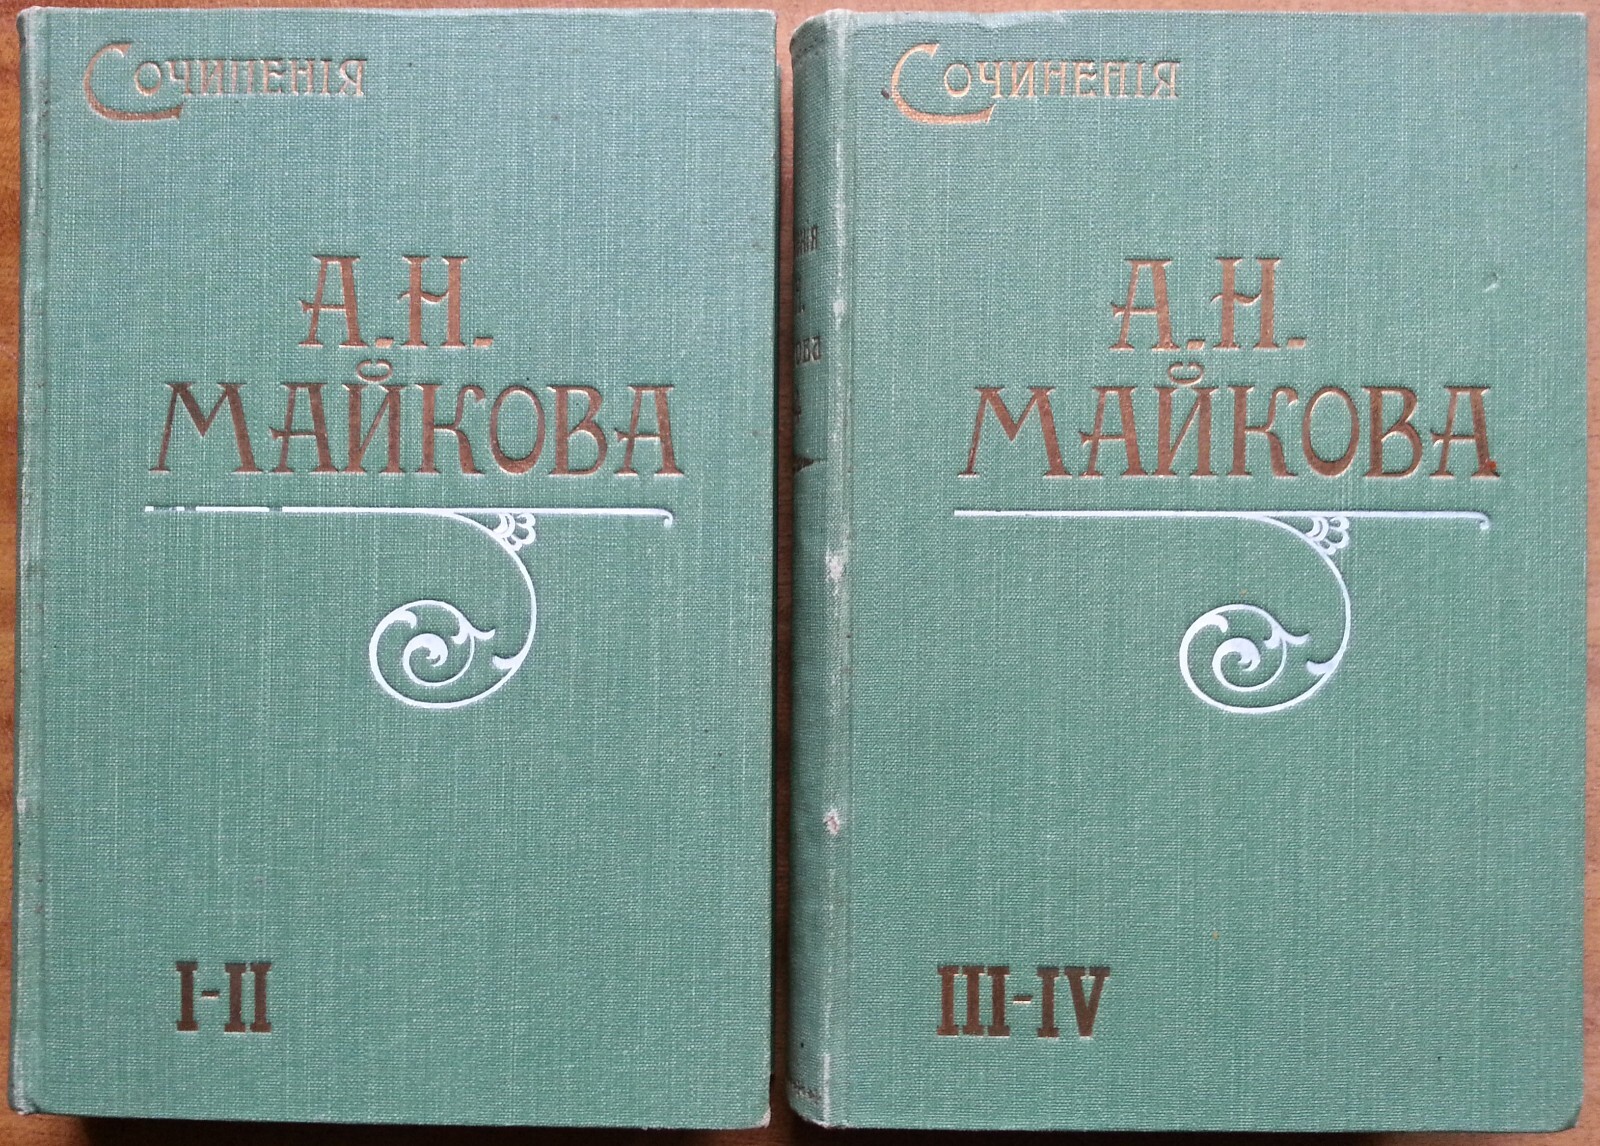 Сочиненія
А. Н.
МАЙКОВА
I-II
Сочиненія
А. Н.
МАЙКОВА
III-IV